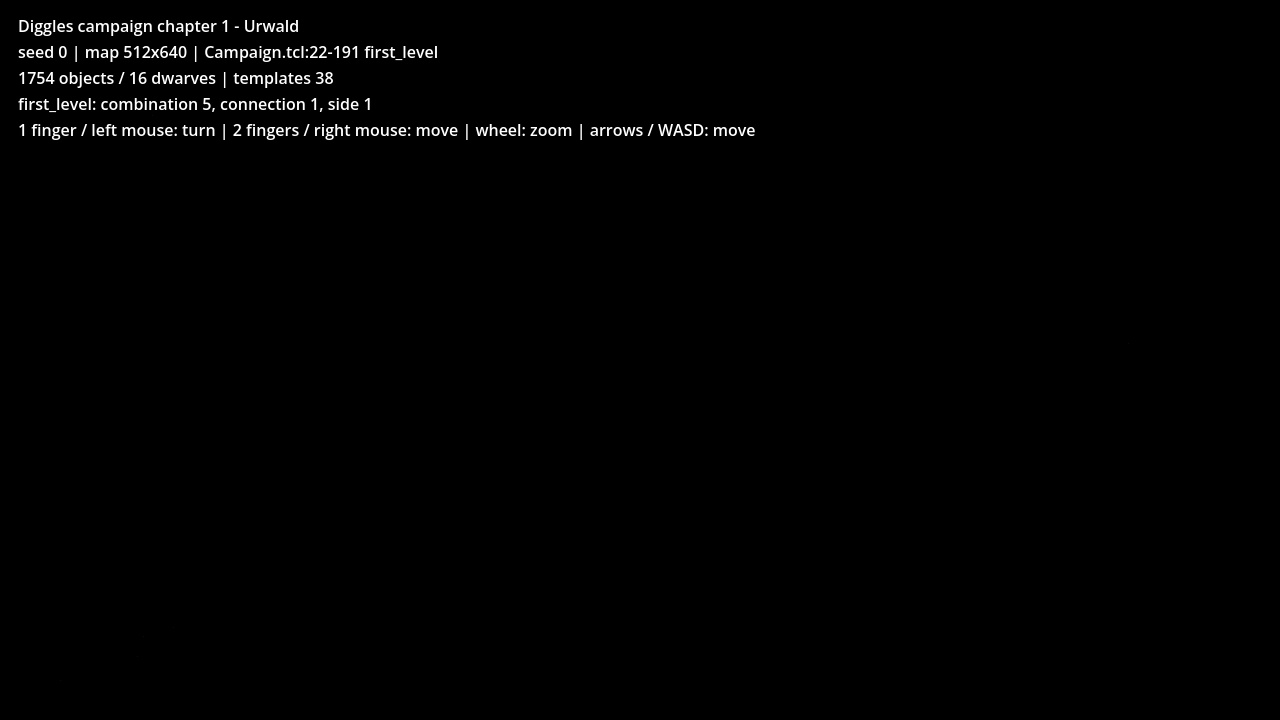 Diggles campaign chapter 1 - Urwald
seed 0 | map 512x640 | Campaign.tcl:22-191 first_level
1754 objects / 16 dwarves | templates 38
first_level: combination 5, connection 1, side 1
1 finger / left mouse: turn | 2 fingers / right mouse: move | wheel: zoom | arrows / WASD: move